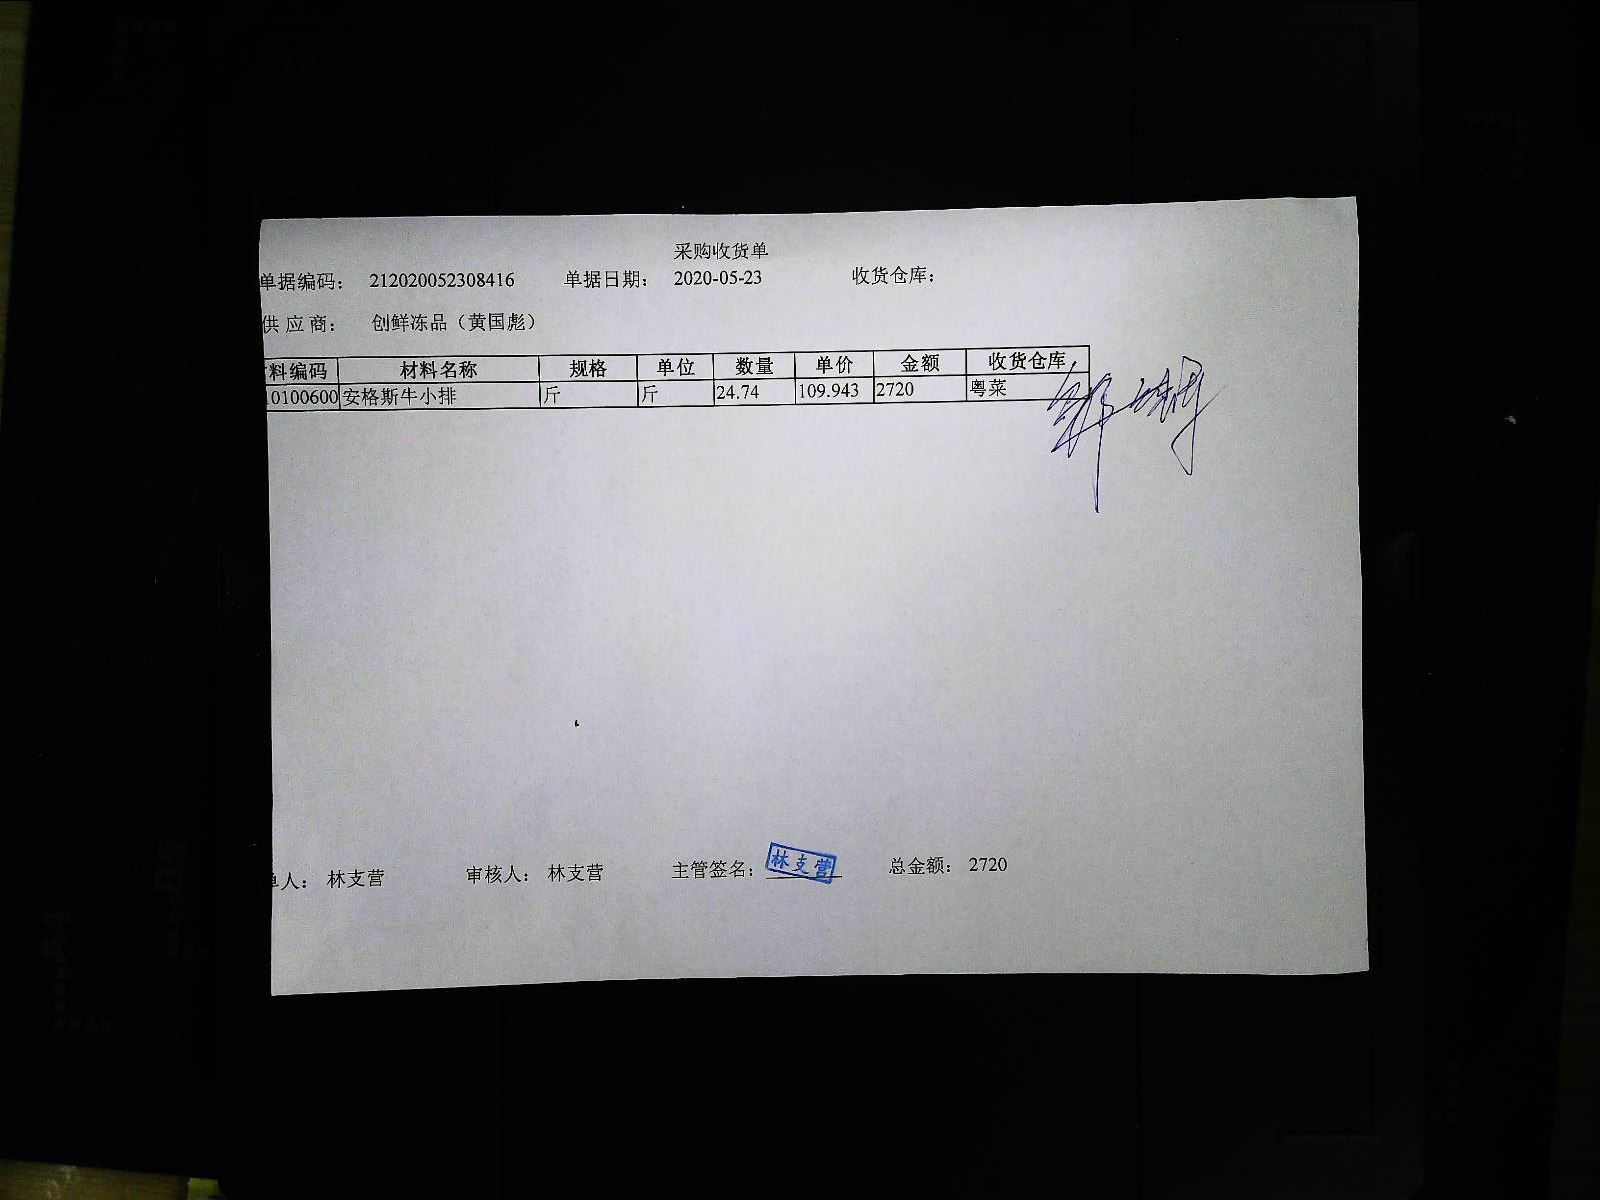 采购收货单
单据编码： 212020052308416 单据日期： 2020-05-23 收货仓库：
供应商： 创鲜冻品（黄国彪）
料编码 材料名称 规格 单位 数量 单价 金额 收货仓库
0100600 安格斯牛小排 斤 斤 24.74 109.943 2720 粤菜
单人： 林支营 审核人： 林支营 主管签名： 林支营 总金额： 2720